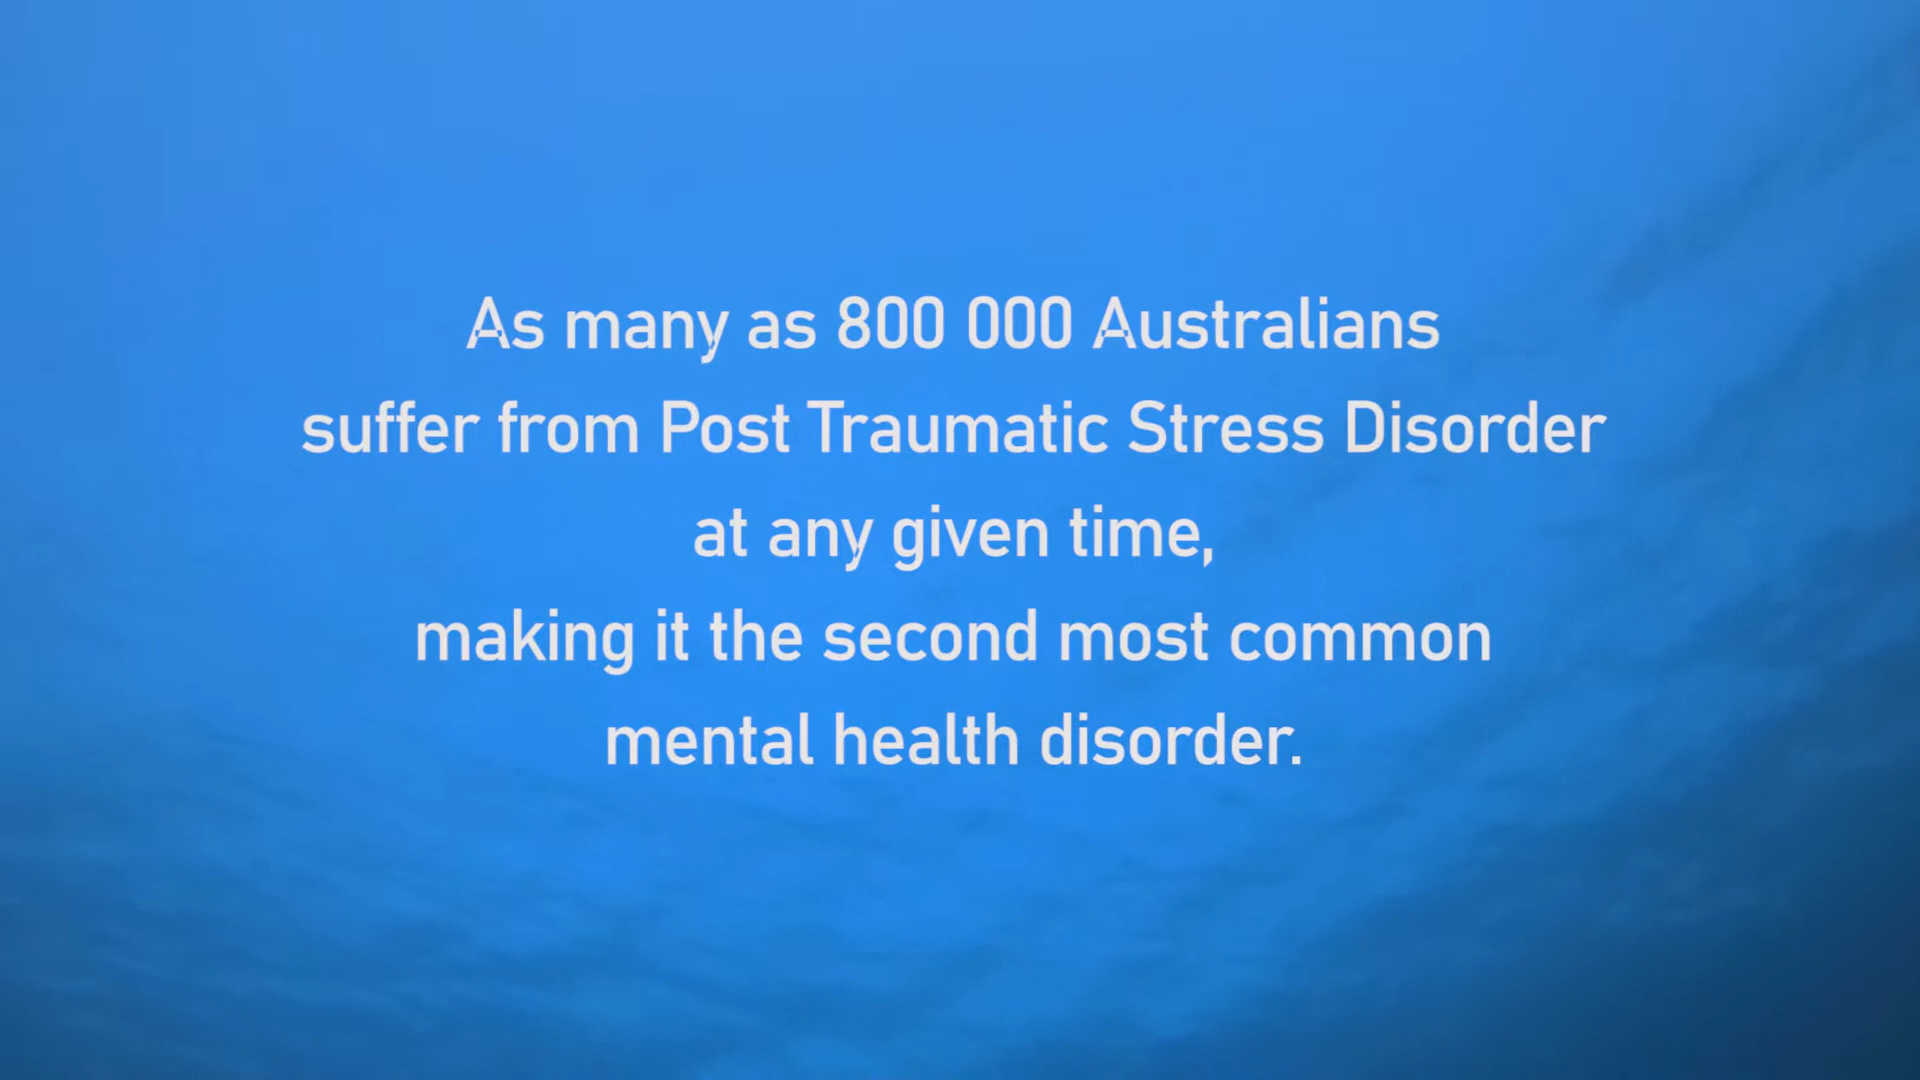 As many as 800 000 Australians
suffer from Post Traumatic Stress Disorder
at any given time,
making it the second most common
mental health disorder.